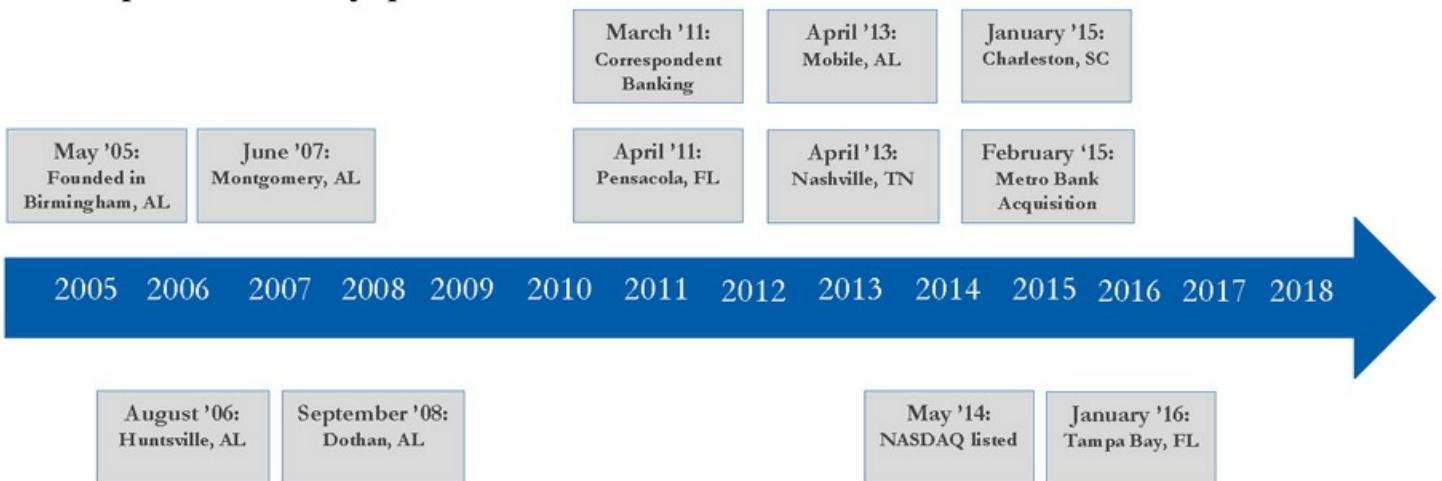 March ’11:
Correspondent
Banking
April ’13:
Mobile, AL
January ’15:
Charleston, SC
May ’05:
Founded in
Birmingham, AL
June ’07:
Montgomery, AL
April ’11:
Pensacola, FL
April ’13:
Nashville, TN
February ‘15:
Metro Bank
Acquisition
2005 2006 2007 2008 2009 2010 2011 2012 2013 2014 2015 2016 2017 2018
August ’06:
Huntsville, AL
September ’08:
Dothan, AL
May ’14:
NASDAQ listed
January ’16:
Tampa Bay, FL